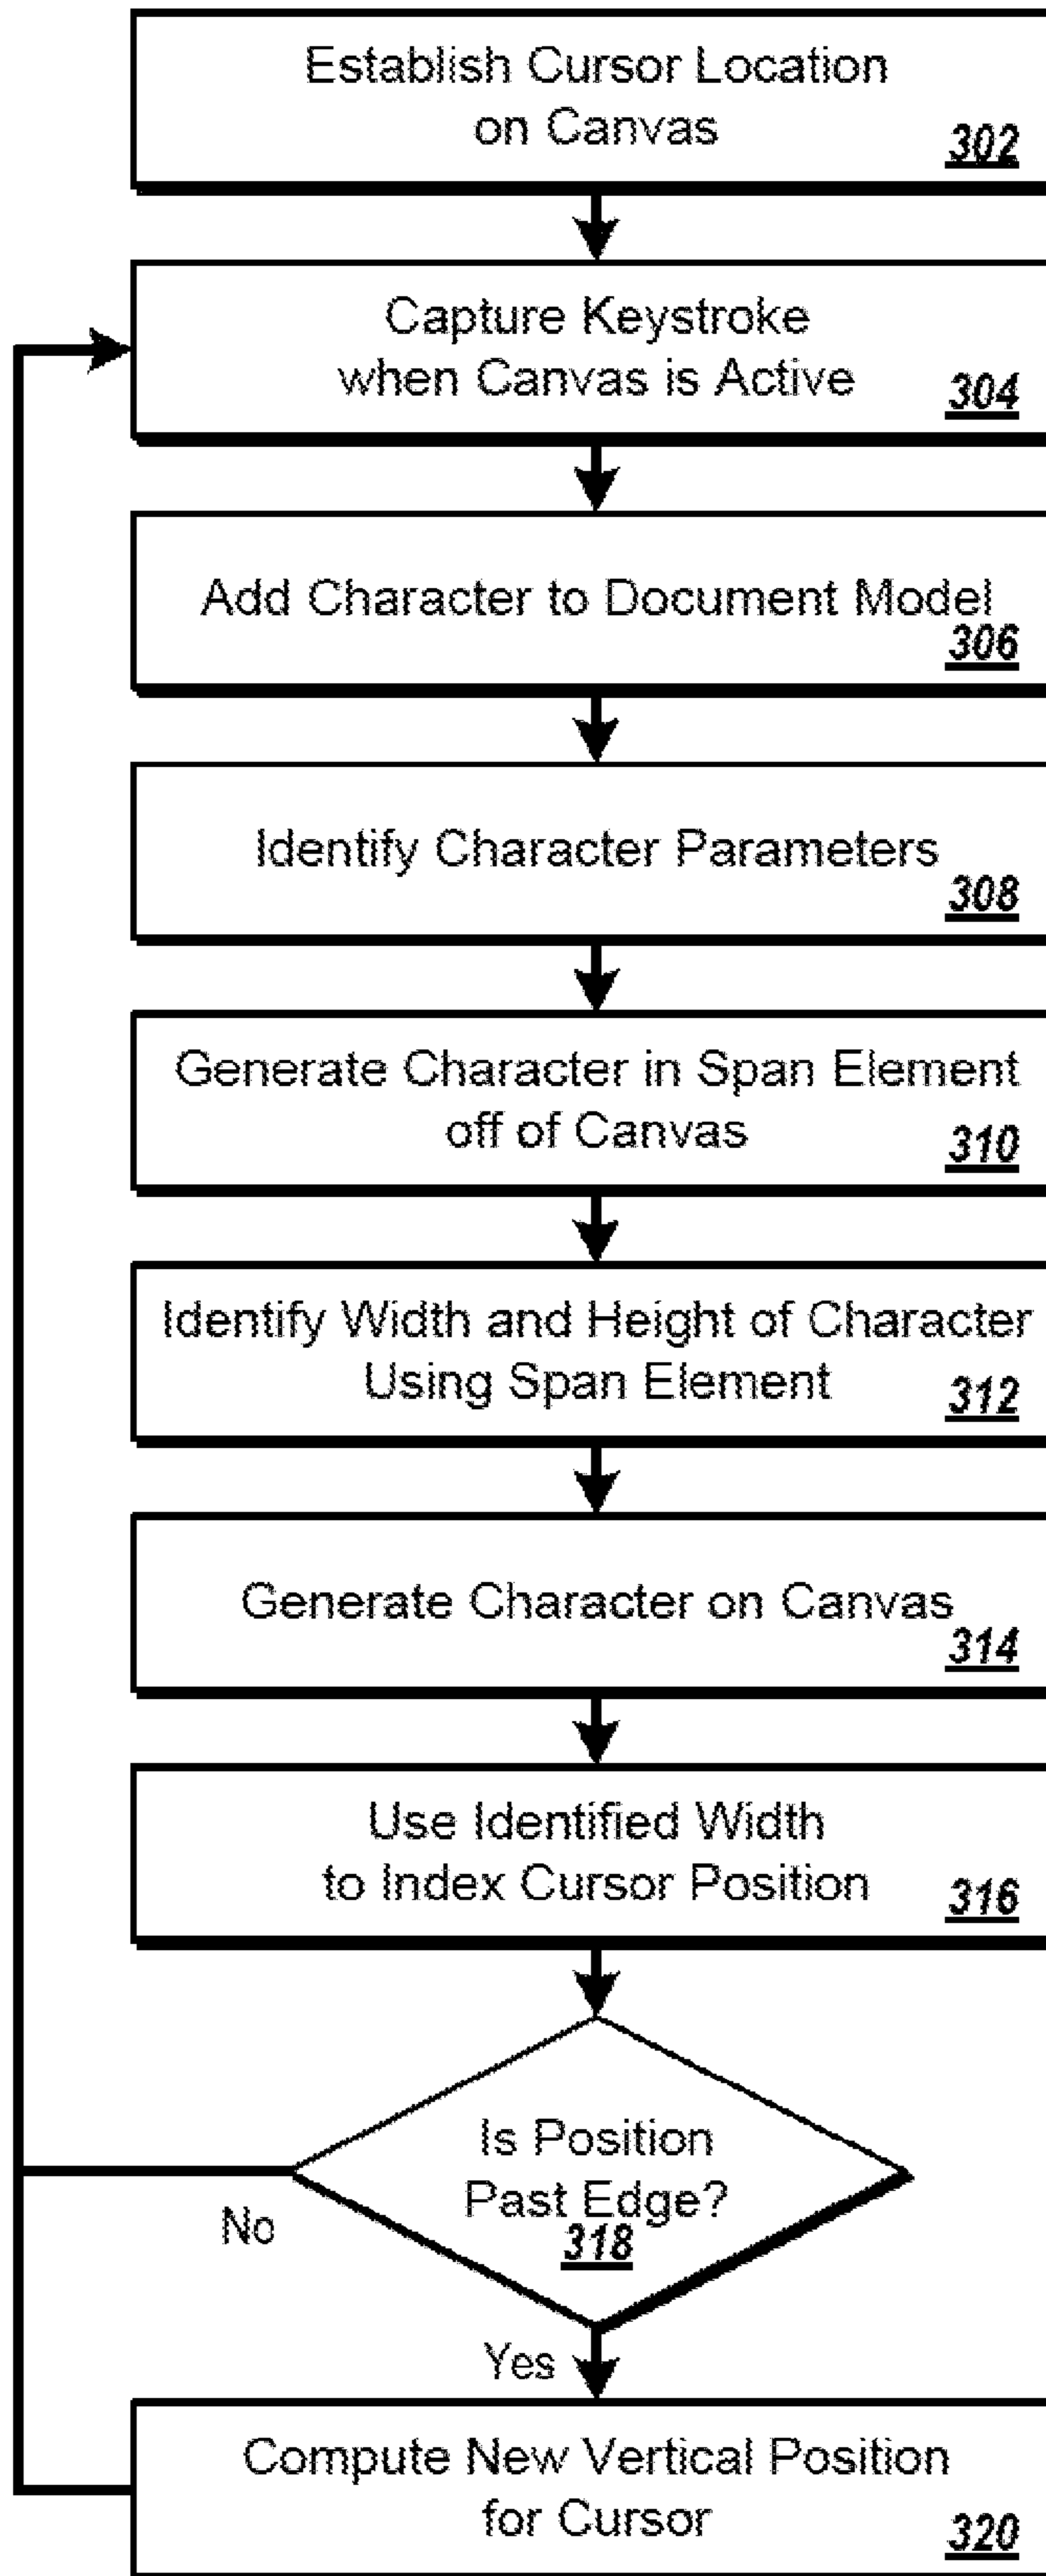 Establish Cursor Location
on Canvas
302
Capture Keystroke
when Canvas is Active
304
Add Character to Document Model
306
Identify Character Parameters
308
Generate Character in Span Element
off of Canvas
310
Identify Width and Height of Character
Using Span Element
312
Generate Character on Canvas
314
Use Identified Width
to Index Cursor Position
316
Is Position
Past Edge?
318
No
Yes
Compute New Vertical Position
for Cursor
320